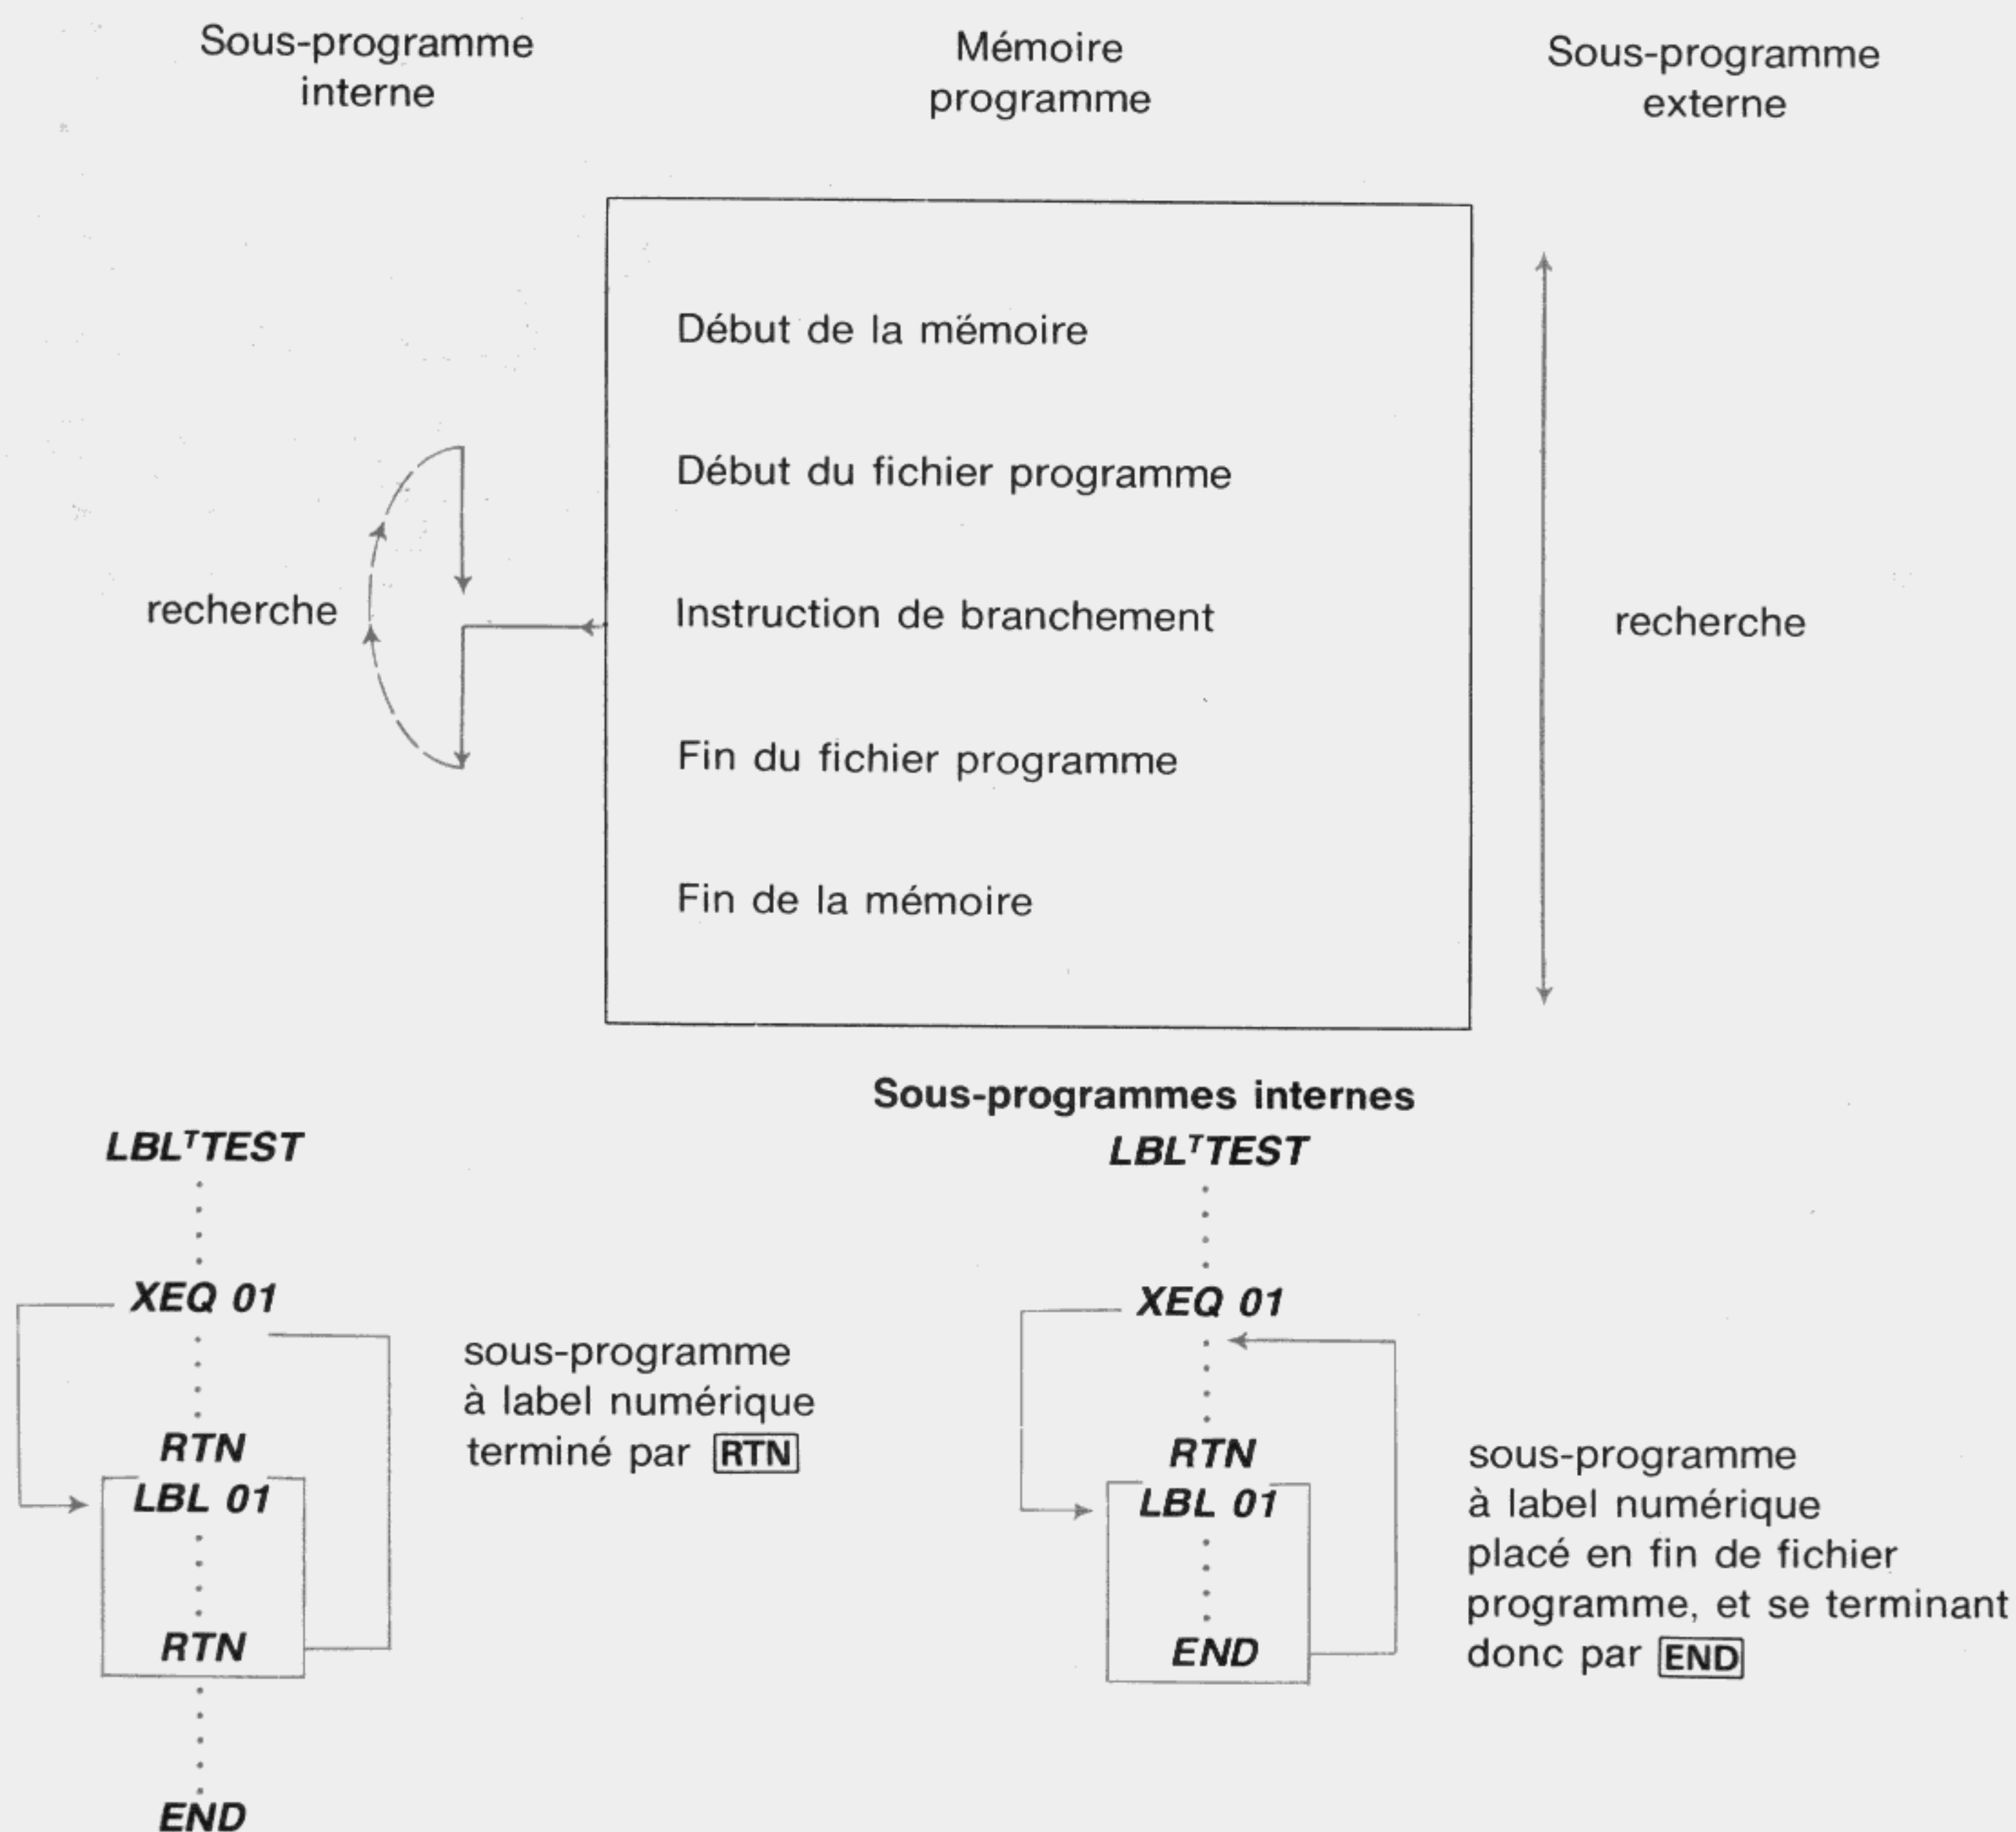 Sous-programme
interne
Mémoire
programme
Sous-programme
externe
Début de la mémoire
Début du fichier programme
recherche
Instruction de branchement
recherche
Fin du fichier programme
Fin de la mémoire
Sous-programmes internes
LBLᵀTEST
XEQ 01
RTN
LBL 01
RTN
END
sous-programme
à label numérique
terminé par RTN
LBLᵀTEST
XEQ 01
RTN
LBL 01
END
sous-programme
à label numérique
placé en fin de fichier
programme, et se terminant
donc par END